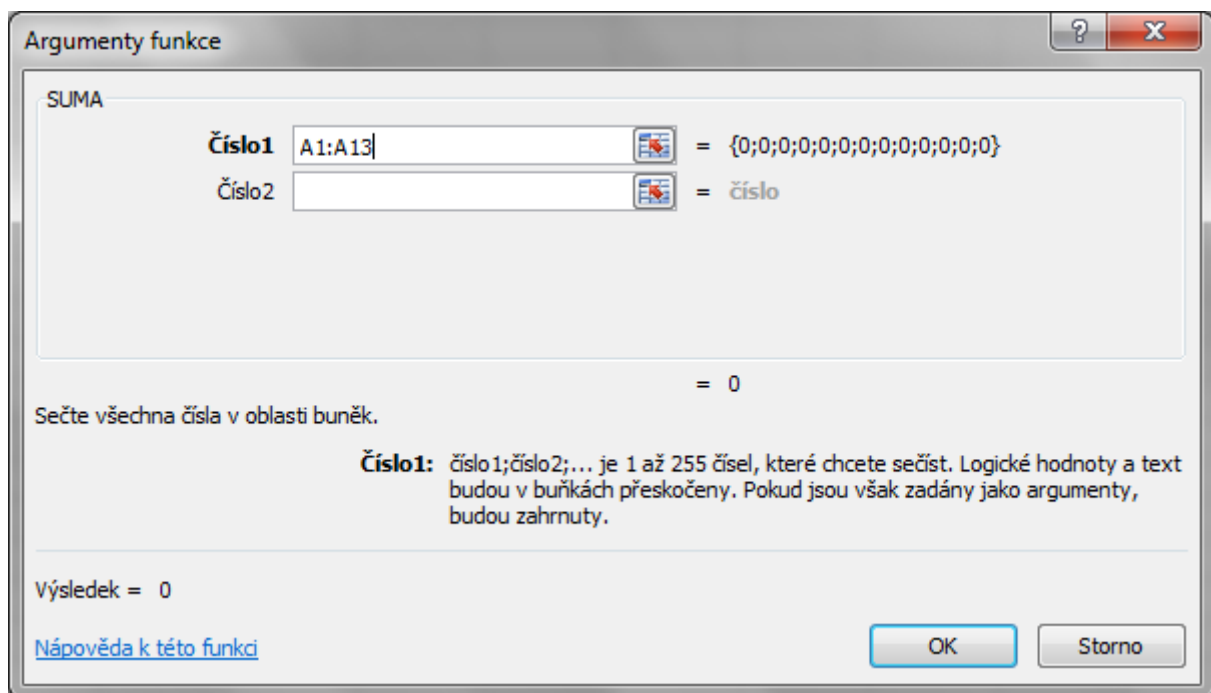 Argumenty funkce
SUMA
Číslo1 A1:A13 = {0;0;0;0;0;0;0;0;0;0;0;0;0}
Číslo2 = číslo
= 0
Sečte všechna čísla v oblasti buněk.
Číslo1: číslo1;číslo2;... je 1 až 255 čísel, které chcete sečíst. Logické hodnoty a text
budou v buňkách přeskočeny. Pokud jsou však zadány jako argumenty,
budou zahrnuty.
Výsledek = 0
Nápověda k této funkci OK Storno